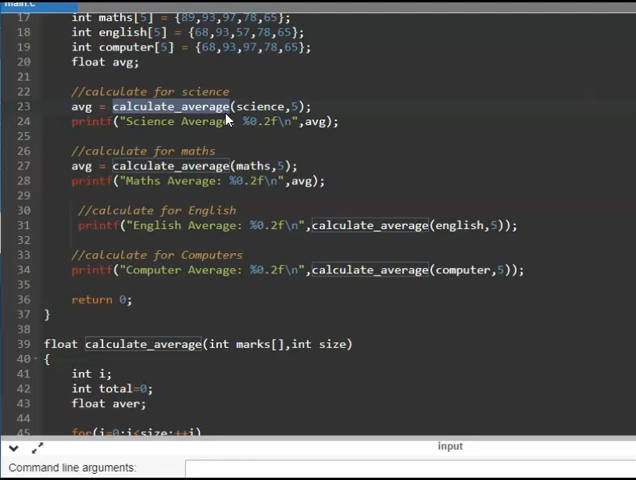 main.c
17 int maths[5] = {89,93,97,78,65};
18 int english[5] = {68,93,57,78,65};
19 int computer[5] = {68,93,97,78,65};
20 float avg;
21
22 //calculate for science
23 avg = calculate_average(science,5);
24 printf("Science Average: %0.2f\n",avg);
25
26 //calculate for maths
27 avg = calculate_average(maths,5);
28 printf("Maths Average: %0.2f\n",avg);
29
30 //calculate for English
31 printf("English Average: %0.2f\n",calculate_average(english,5));
32
33 //calculate for Computers
34 printf("Computer Average: %0.2f\n",calculate_average(computer,5));
35
36 return 0;
37 }
38
39 float calculate_average(int marks[],int size)
40 {
41 int i;
42 int total=0;
43 float aver;
44
45 for(i=0;i<size;++i)
input
Command line arguments: